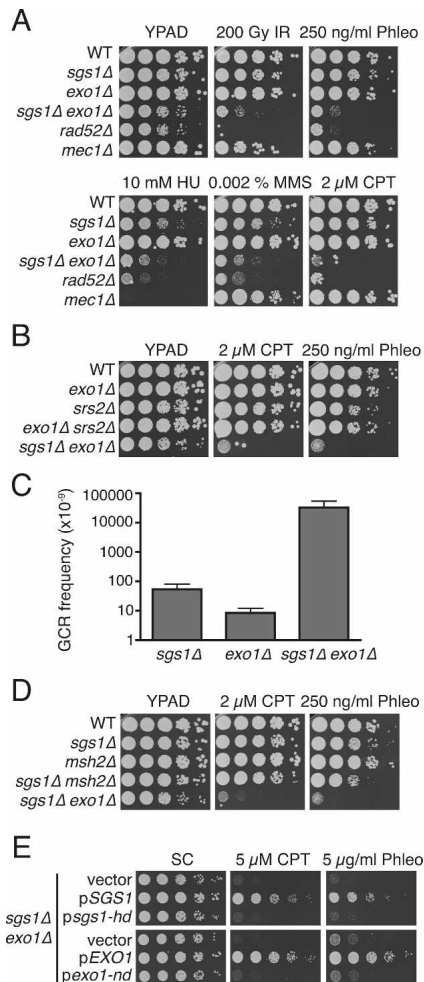 A
YPAD 200 Gy IR 250 ng/ml Phleo
WT
sgs1Δ
exo1Δ
sgs1Δ exo1Δ
rad52Δ
mec1Δ
10 mM HU 0.002 % MMS 2 µM CPT
WT
sgs1Δ
exo1Δ
sgs1Δ exo1Δ
rad52Δ
mec1Δ
B
YPAD 2 µM CPT 250 ng/ml Phleo
WT
exo1Δ
srs2Δ
exo1Δ srs2Δ
sgs1Δ exo1Δ
C
GCR frequency (x10-9)
100000
10000
1000
100
10
1
sgs1Δ exo1Δ sgs1Δ exo1Δ
D
YPAD 2 µM CPT 250 ng/ml Phleo
WT
sgs1Δ
msh2Δ
sgs1Δ msh2Δ
sgs1Δ exo1Δ
E
SC 5 µM CPT 5 µg/ml Phleo
sgs1Δ
exo1Δ
vector
pSGS1
psgs1-hd
vector
pEXO1
pexo1-nd